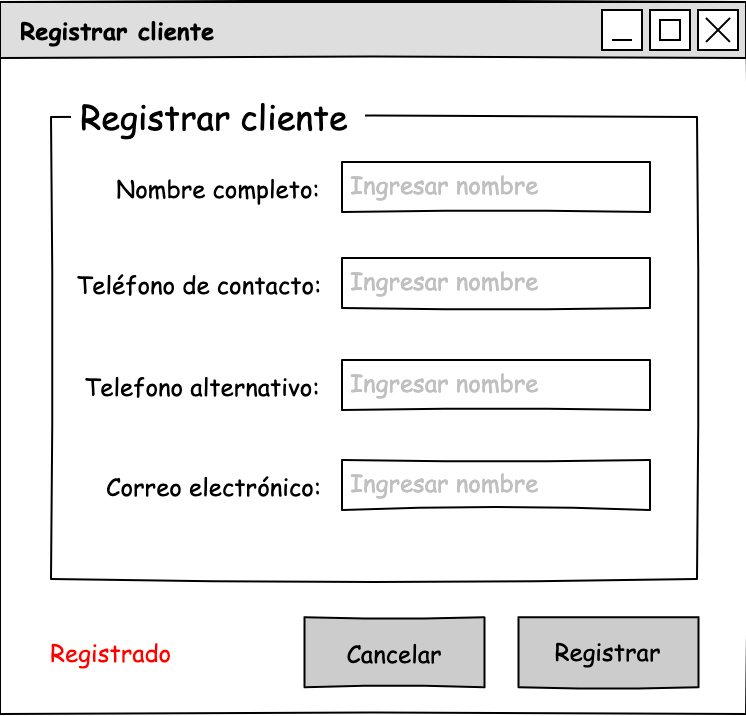 Registrar cliente
Registrar cliente
Nombre completo: Ingresar nombre
Teléfono de contacto: Ingresar nombre
Telefono alternativo: Ingresar nombre
Correo electrónico: Ingresar nombre
Registrado Cancelar Registrar